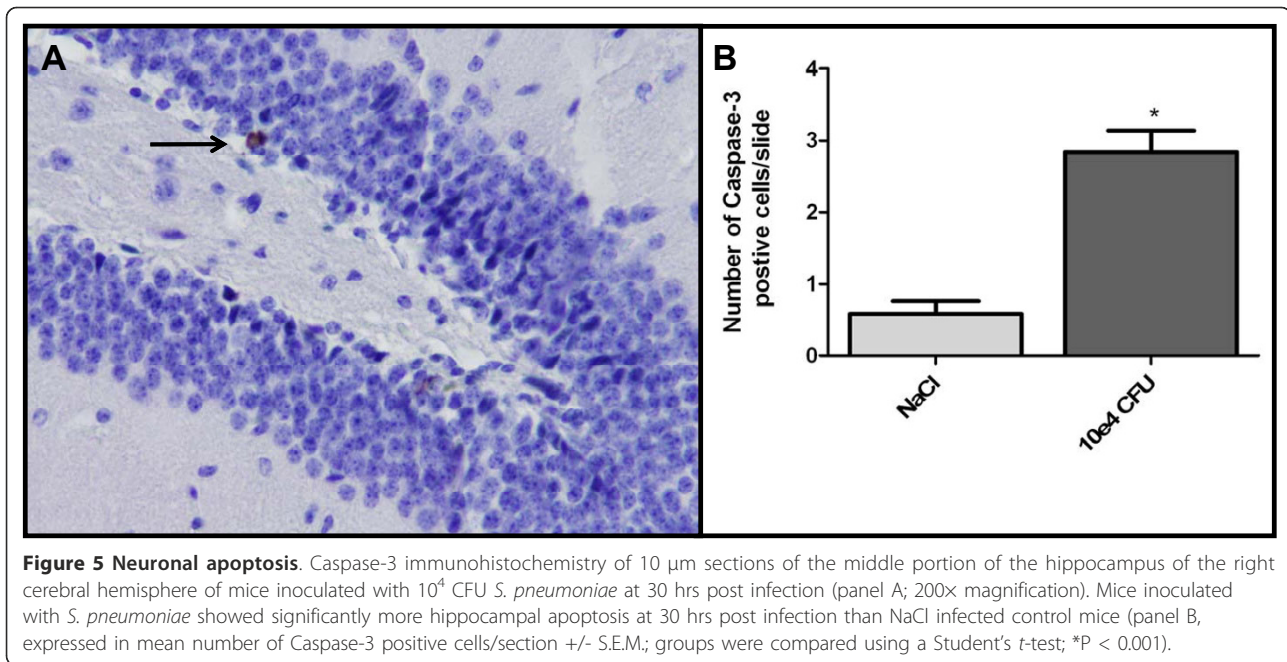 A
B
4
3
2
1
0
Number of Caspase-3
postive cells/slide
*
NaCl
10e4 CFU
Figure 5 Neuronal apoptosis. Caspase-3 immunohistochemistry of 10 μm sections of the middle portion of the hippocampus of the right
cerebral hemisphere of mice inoculated with 10⁴ CFU S. pneumoniae at 30 hrs post infection (panel A; 200× magnification). Mice inoculated
with S. pneumoniae showed significantly more hippocampal apoptosis at 30 hrs post infection than NaCl infected control mice (panel B,
expressed in mean number of Caspase-3 positive cells/section +/- S.E.M.; groups were compared using a Student's t-test; *P < 0.001).